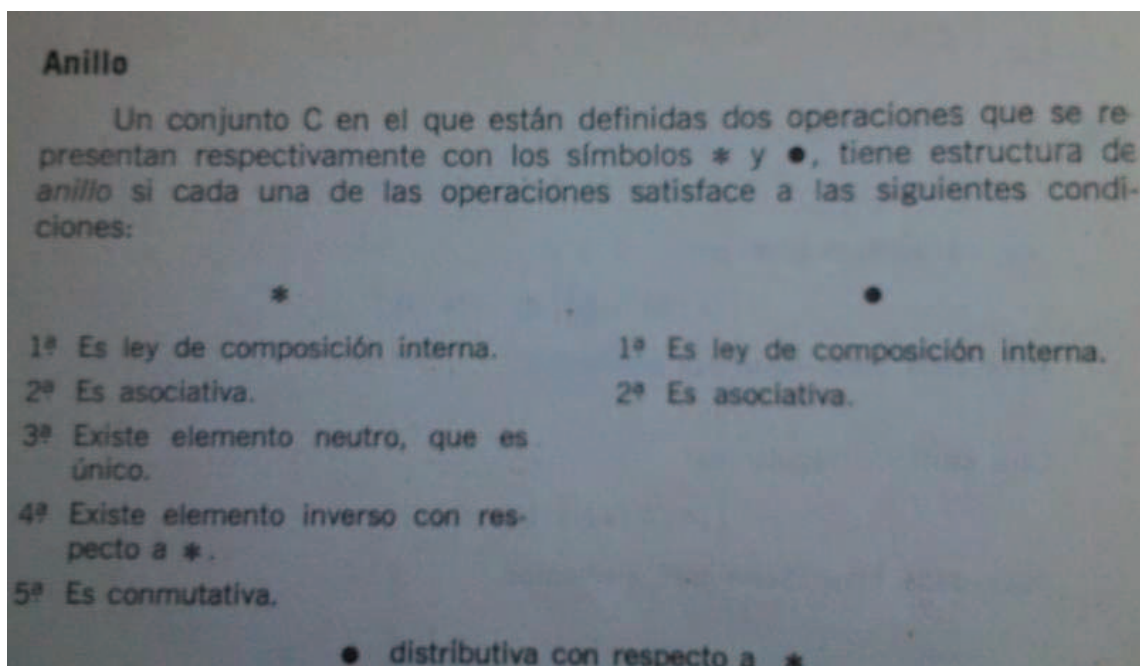 Anillo
Un conjunto C en el que están definidas dos operaciones que se re-
presentan respectivamente con los símbolos * y ●, tiene estructura de
anillo si cada una de las operaciones satisface a las siguientes condi-
ciones:
* ●
1ª Es ley de composición interna. 1ª Es ley de composición interna.
2ª Es asociativa. 2ª Es asociativa.
3ª Existe elemento neutro, que es
único.
4ª Existe elemento inverso con res-
pecto a *.
5ª Es conmutativa.
● distributiva con respecto a *